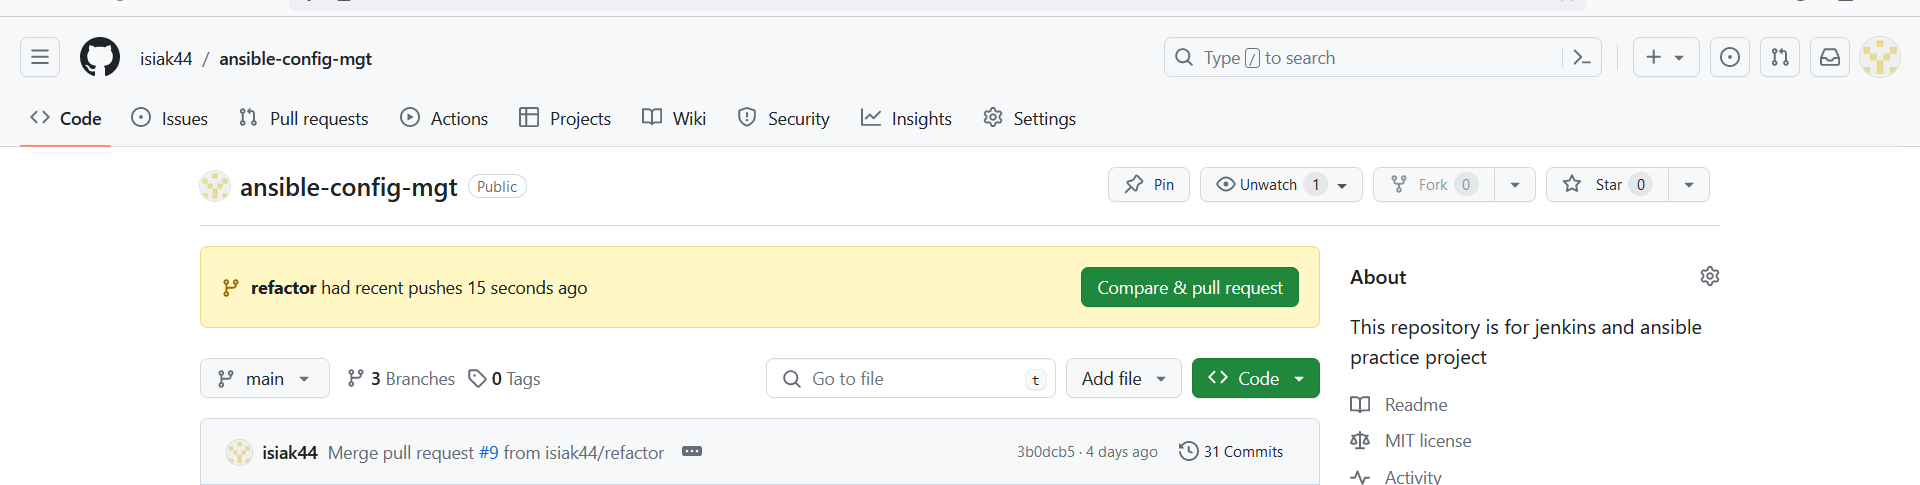 isiak44 / ansible-config-mgt
Type / to search
Code Issues Pull requests Actions Projects Wiki Security Insights Settings
ansible-config-mgt Public
Pin Unwatch 1 Fork 0 Star 0
refactor had recent pushes 15 seconds ago
Compare & pull request
main 3 Branches 0 Tags
Go to file t
Add file
Code
isiak44 Merge pull request #9 from isiak44/refactor
3b0dcb5 · 4 days ago 31 Commits
About
This repository is for jenkins and ansible
practice project
Readme
MIT license
Activity